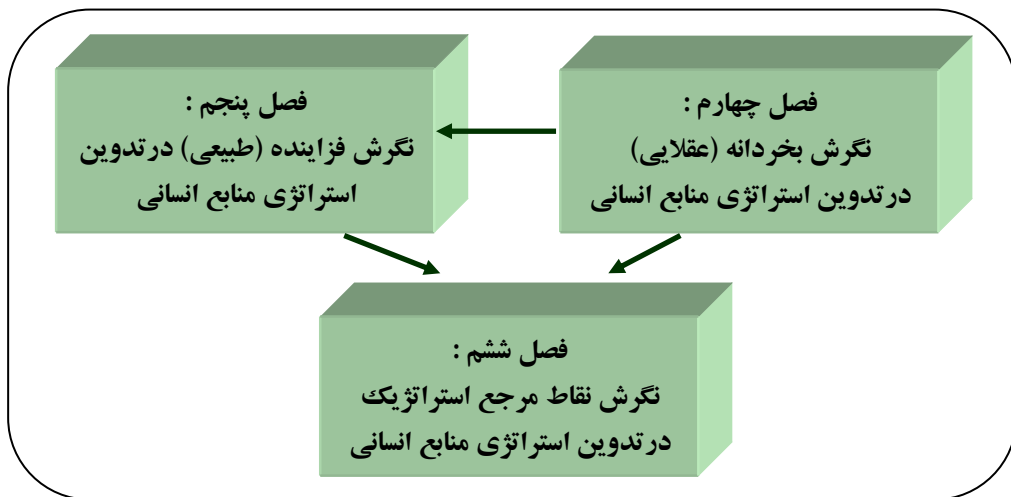 فصل چهارم :
نگرش بخردانه (عقلایی)
درتدوین استراتژی منابع انسانی
فصل پنجم :
نگرش فزاینده (طبیعی) درتدوین
استراتژی منابع انسانی
فصل ششم :
نگرش نقاط مرجع استراتژیک
درتدوین استراتژی منابع انسانی